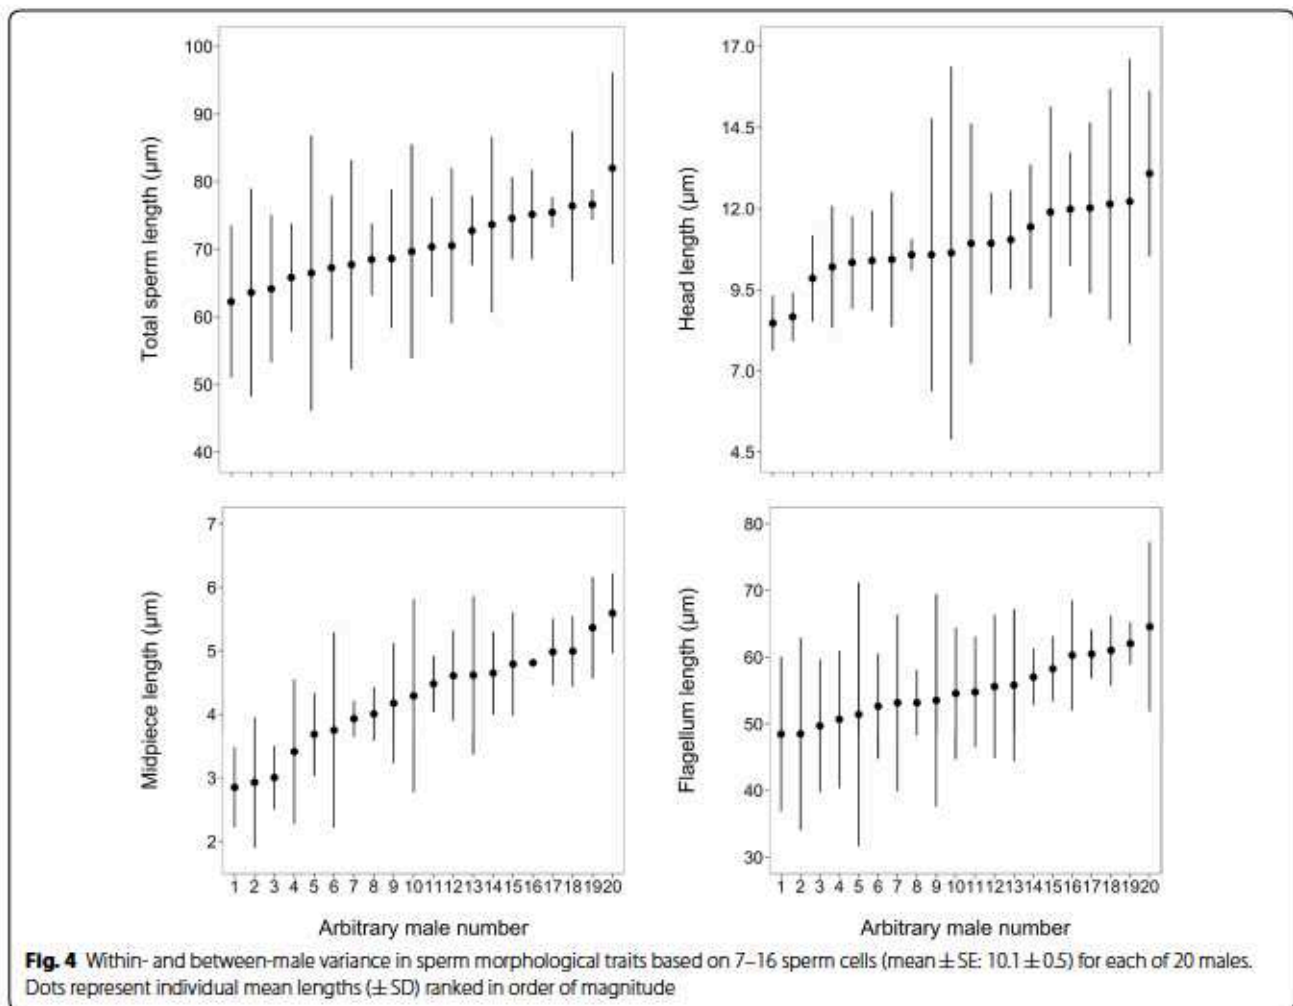 100
90
80
70
60
50
40
Total sperm length (µm)
17.0
14.5
12.0
9.5
7.0
4.5
Head length (µm)
7
6
5
4
3
2
Midpiece length (µm)
1 2 3 4 5 6 7 8 9 10 11 12 13 14 15 16 17 18 19 20
Arbitrary male number
80
70
60
50
40
30
Flagellum length (µm)
1 2 3 4 5 6 7 8 9 10 11 12 13 14 15 16 17 18 19 20
Arbitrary male number
Fig. 4 Within- and between-male variance in sperm morphological traits based on 7–16 sperm cells (mean ± SE: 10.1 ± 0.5) for each of 20 males.
Dots represent individual mean lengths (± SD) ranked in order of magnitude